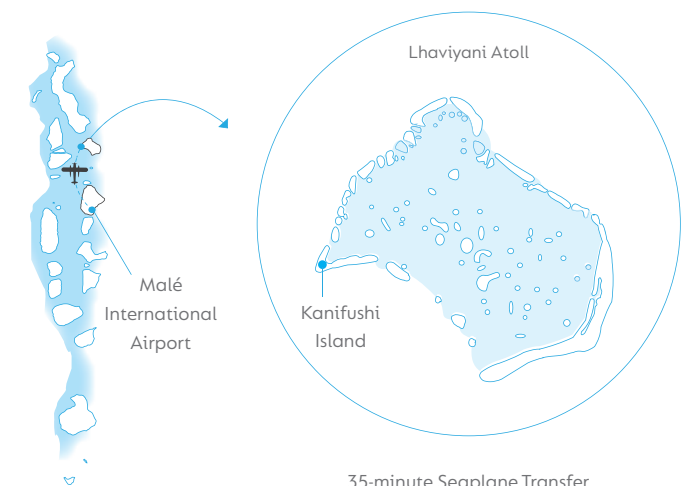 Lhaviyani Atoll
Malé
International
Airport
Kanifushi
Island
35-minute Seaplane Transfer